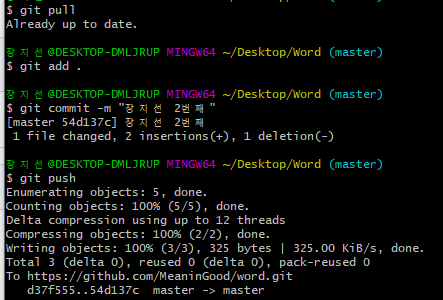 $ git pull
Already up to date.
장지선@DESKTOP-DMLJRUP MINGW64 ~/Desktop/Word (master)
$ git add .
장지선@DESKTOP-DMLJRUP MINGW64 ~/Desktop/Word (master)
$ git commit -m "장지선 2번째"
[master 54d137c] 장지선 2번째
 1 file changed, 2 insertions(+), 1 deletion(-)
장지선@DESKTOP-DMLJRUP MINGW64 ~/Desktop/Word (master)
$ git push
Enumerating objects: 5, done.
Counting objects: 100% (5/5), done.
Delta compression using up to 12 threads
Compressing objects: 100% (2/2), done.
Writing objects: 100% (3/3), 325 bytes | 325.00 KiB/s, done.
Total 3 (delta 0), reused 0 (delta 0), pack-reused 0
To https://github.com/MeaninGood/word.git
   d37f555..54d137c  master -> master